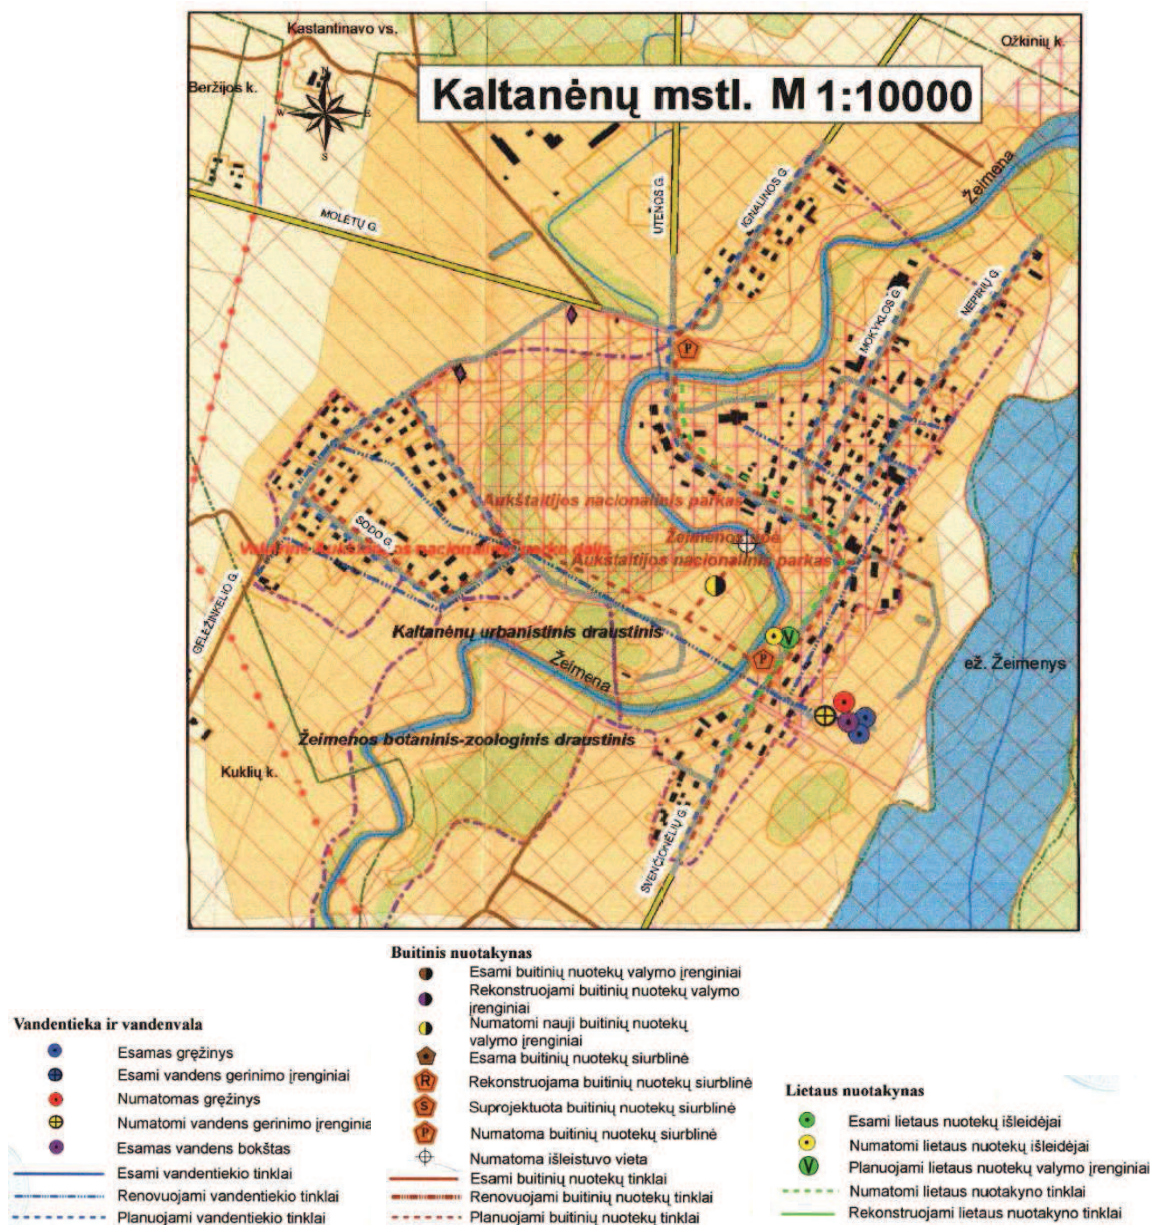 Kastantinavo vs.
Ožkinių k.
Beržijos k.
Kaltanėnų mstl. M 1:10000
N
W
E
S
MOLĖTŲ G.
UTENOS G.
IGNALINOS G.
Žeimena
MOKYKLOS G.
NEPIRIŲ G.
P
Aukštaitijos nacionalinis parkas
SODO G.
Aukštaitijos nacionalinis parkas
GELEŽINKELIO G.
Kaltanėnų urbanistinis draustinis
V
Žeimena
P
ež. Žeimenys
Žeimenos botaninis-zoologinis draustinis
Kuklių k.
ŠVENČIONĖLIŲ G.
Vandentieka ir vandenvala
Esamas gręžinys
Esami vandens gerinimo įrenginiai
Numatomas gręžinys
Numatomi vandens gerinimo įrenginia
Esamas vandens bokštas
Esami vandentiekio tinklai
Renovuojami vandentiekio tinklai
Planuojami vandentiekio tinklai
Buitinis nuotakynas
Esami buitinių nuotekų valymo įrenginiai
Rekonstruojami buitinių nuotekų valymo
įrenginiai
Numatomi nauji buitinių nuotekų
valymo įrenginiai
Esama buitinių nuotekų siurblinė
R Rekonstruojama buitinių nuotekų siurblinė
S Suprojektuota buitinių nuotekų siurblinė
P Numatoma buitinių nuotekų siurblinė
Numatoma išleistuvo vieta
Esami buitinių nuotekų tinklai
Renovuojami buitinių nuotekų tinklai
Planuojami buitinių nuotekų tinklai
Lietaus nuotakynas
Esami lietaus nuotekų išleidėjai
Numatomi lietaus nuotekų išleidėjai
V Planuojami lietaus nuotekų valymo įrenginiai
Numatomi lietaus nuotakyno tinklai
Rekonstruojami lietaus nuotakyno tinklai